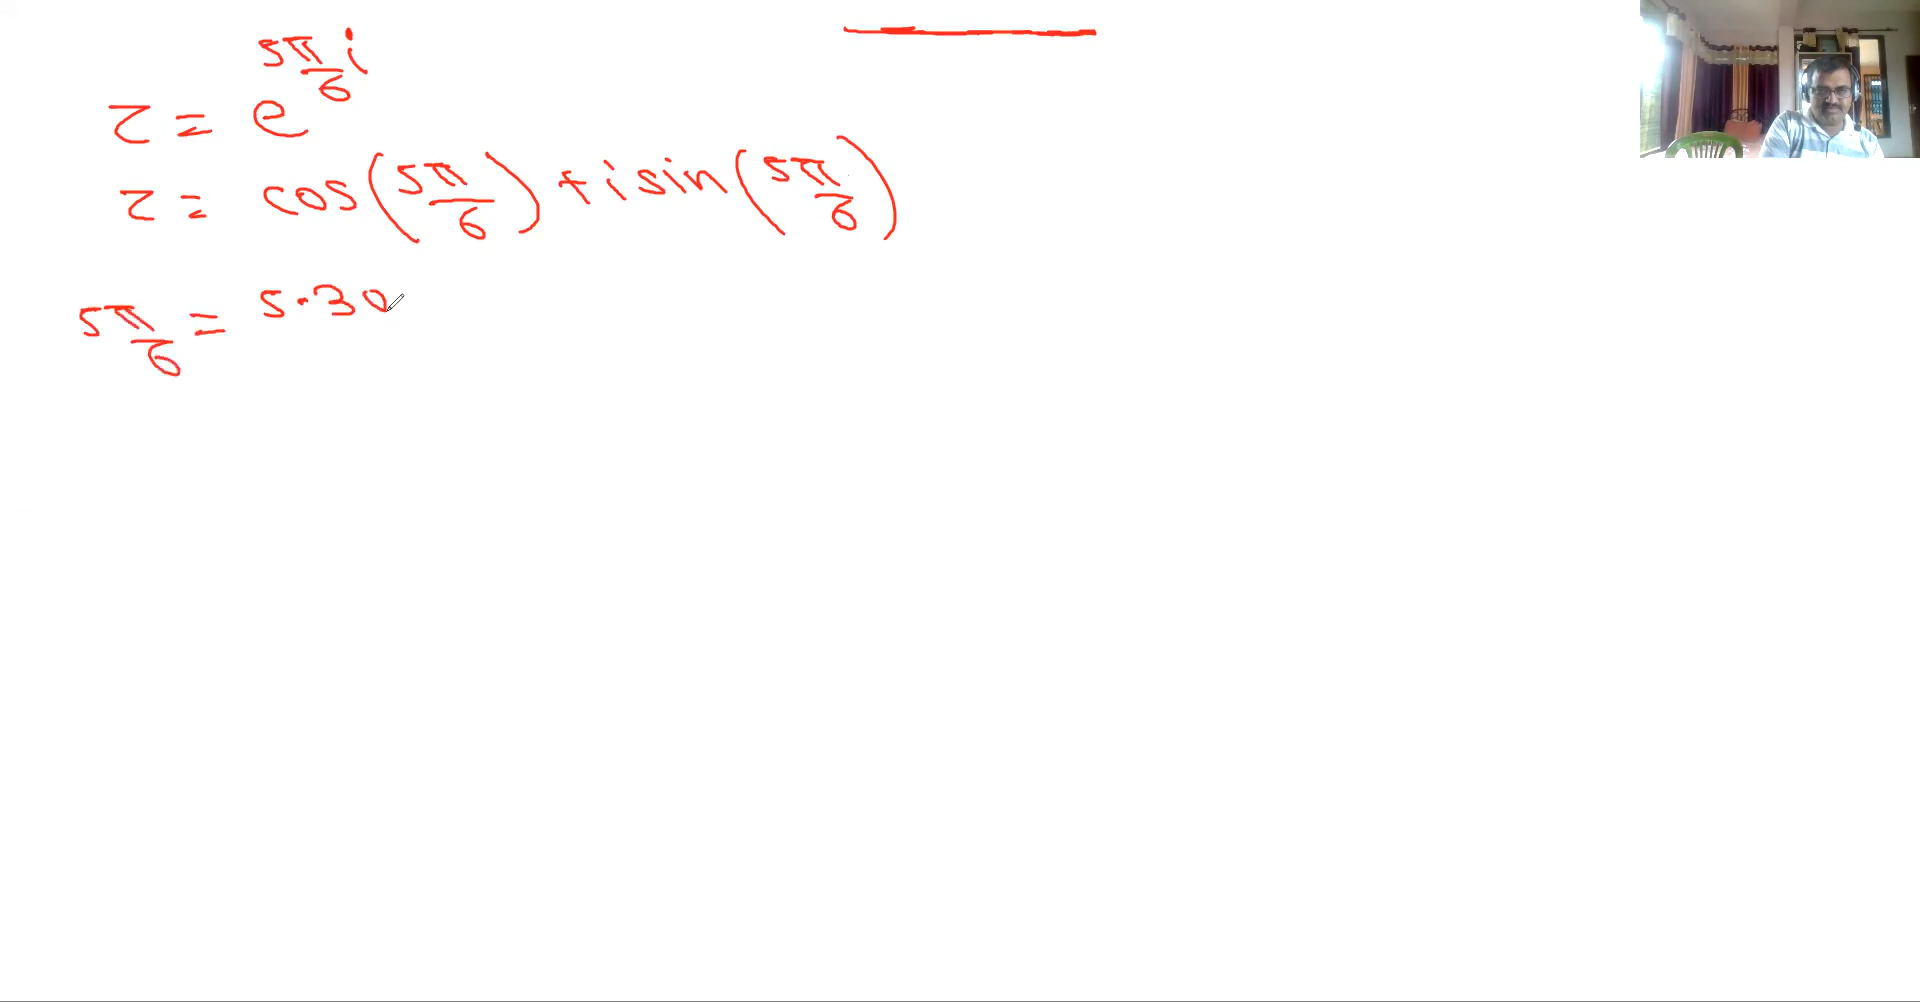 z = e^(5π/6 i)
z = cos(5π/6) + i sin(5π/6)
5π/6 = 5·30